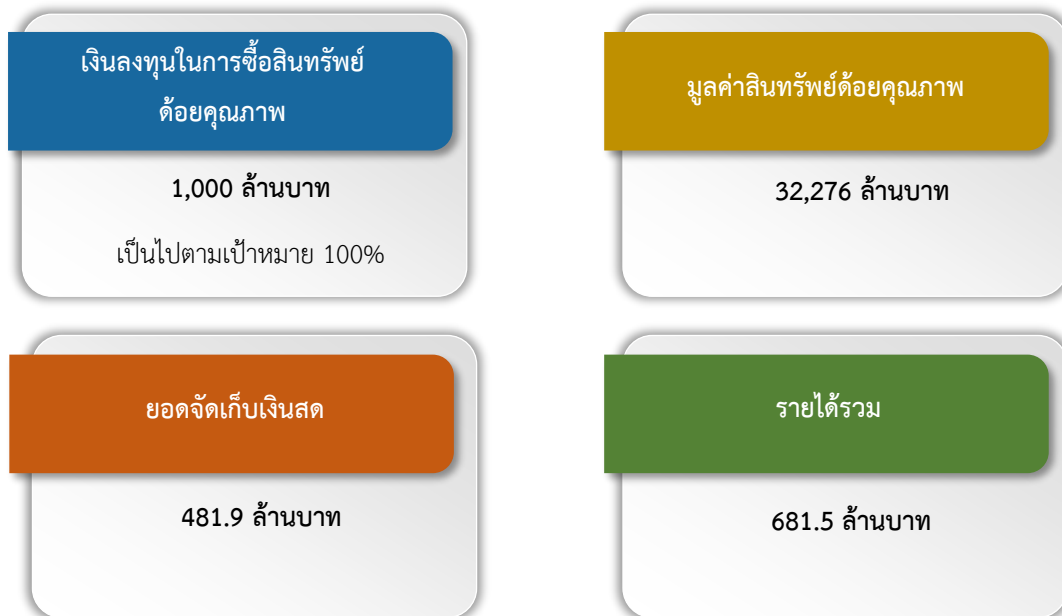 เงินลงทุนในการซื้อสินทรัพย์
ด้อยคุณภาพ
1,000 ล้านบาท
เป็นไปตามเป้าหมาย 100%
มูลค่าสินทรัพย์ด้อยคุณภาพ
32,276 ล้านบาท
ยอดจัดเก็บเงินสด
481.9 ล้านบาท
รายได้รวม
681.5 ล้านบาท